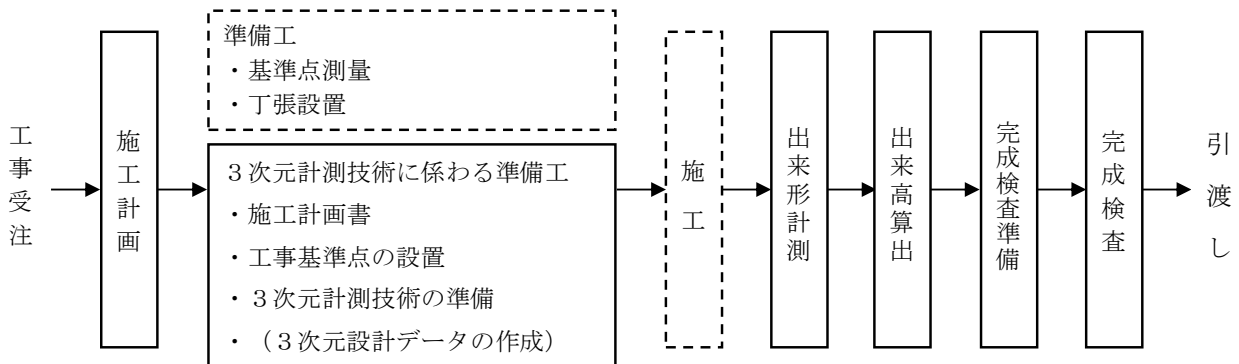 工事受注
施工計画
準備工
・基準点測量
・丁張設置
３次元計測技術に係わる準備工
・施工計画書
・工事基準点の設置
・３次元計測技術の準備
・（３次元設計データの作成）
施工
出来形計測
出来高算出
完成検査準備
完成検査
引渡し